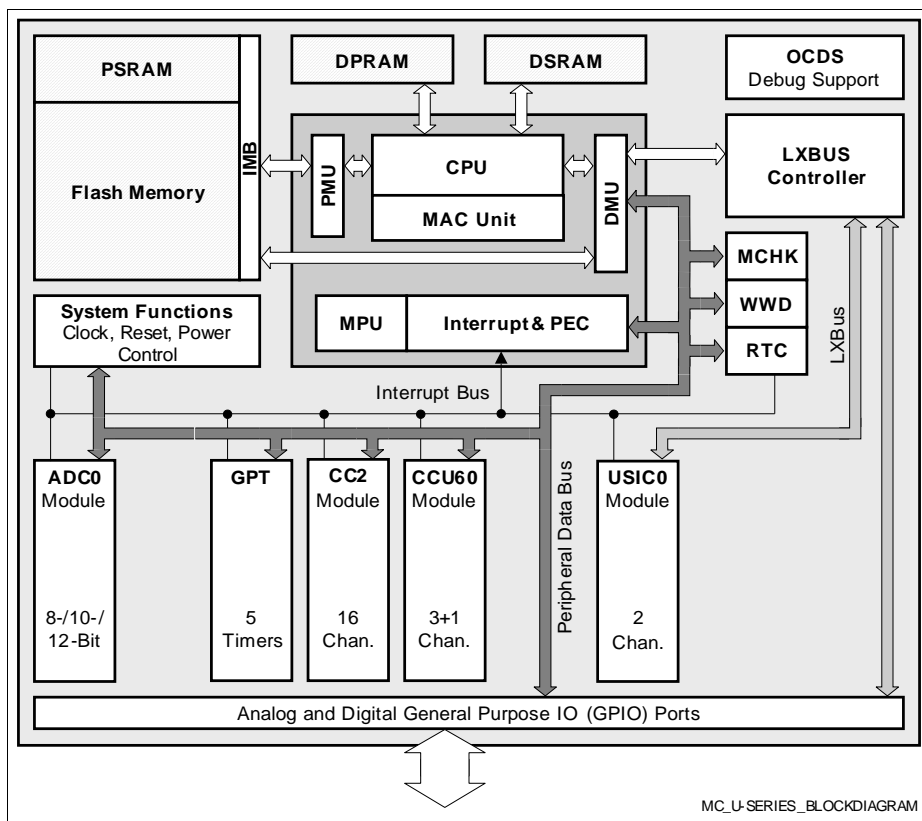 PSRAM
Flash Memory
IMB
DPRAM
DSRAM
OCDS
Debug Support
PMU
CPU
MAC Unit
DMU
LXBUS
Controller
MPU
Interrupt & PEC
MCHK
WWD
RTC
LXBus
System Functions
Clock, Reset, Power
Control
Interrupt Bus
ADC0
Module
8-/10-/
12-Bit
GPT
5
Timers
CC2
Module
16
Chan.
CCU60
Module
3+1
Chan.
Peripheral Data Bus
USIC0
Module
2
Chan.
Analog and Digital General Purpose IO (GPIO) Ports
MC_U-SERIES_BLOCKDIAGRAM